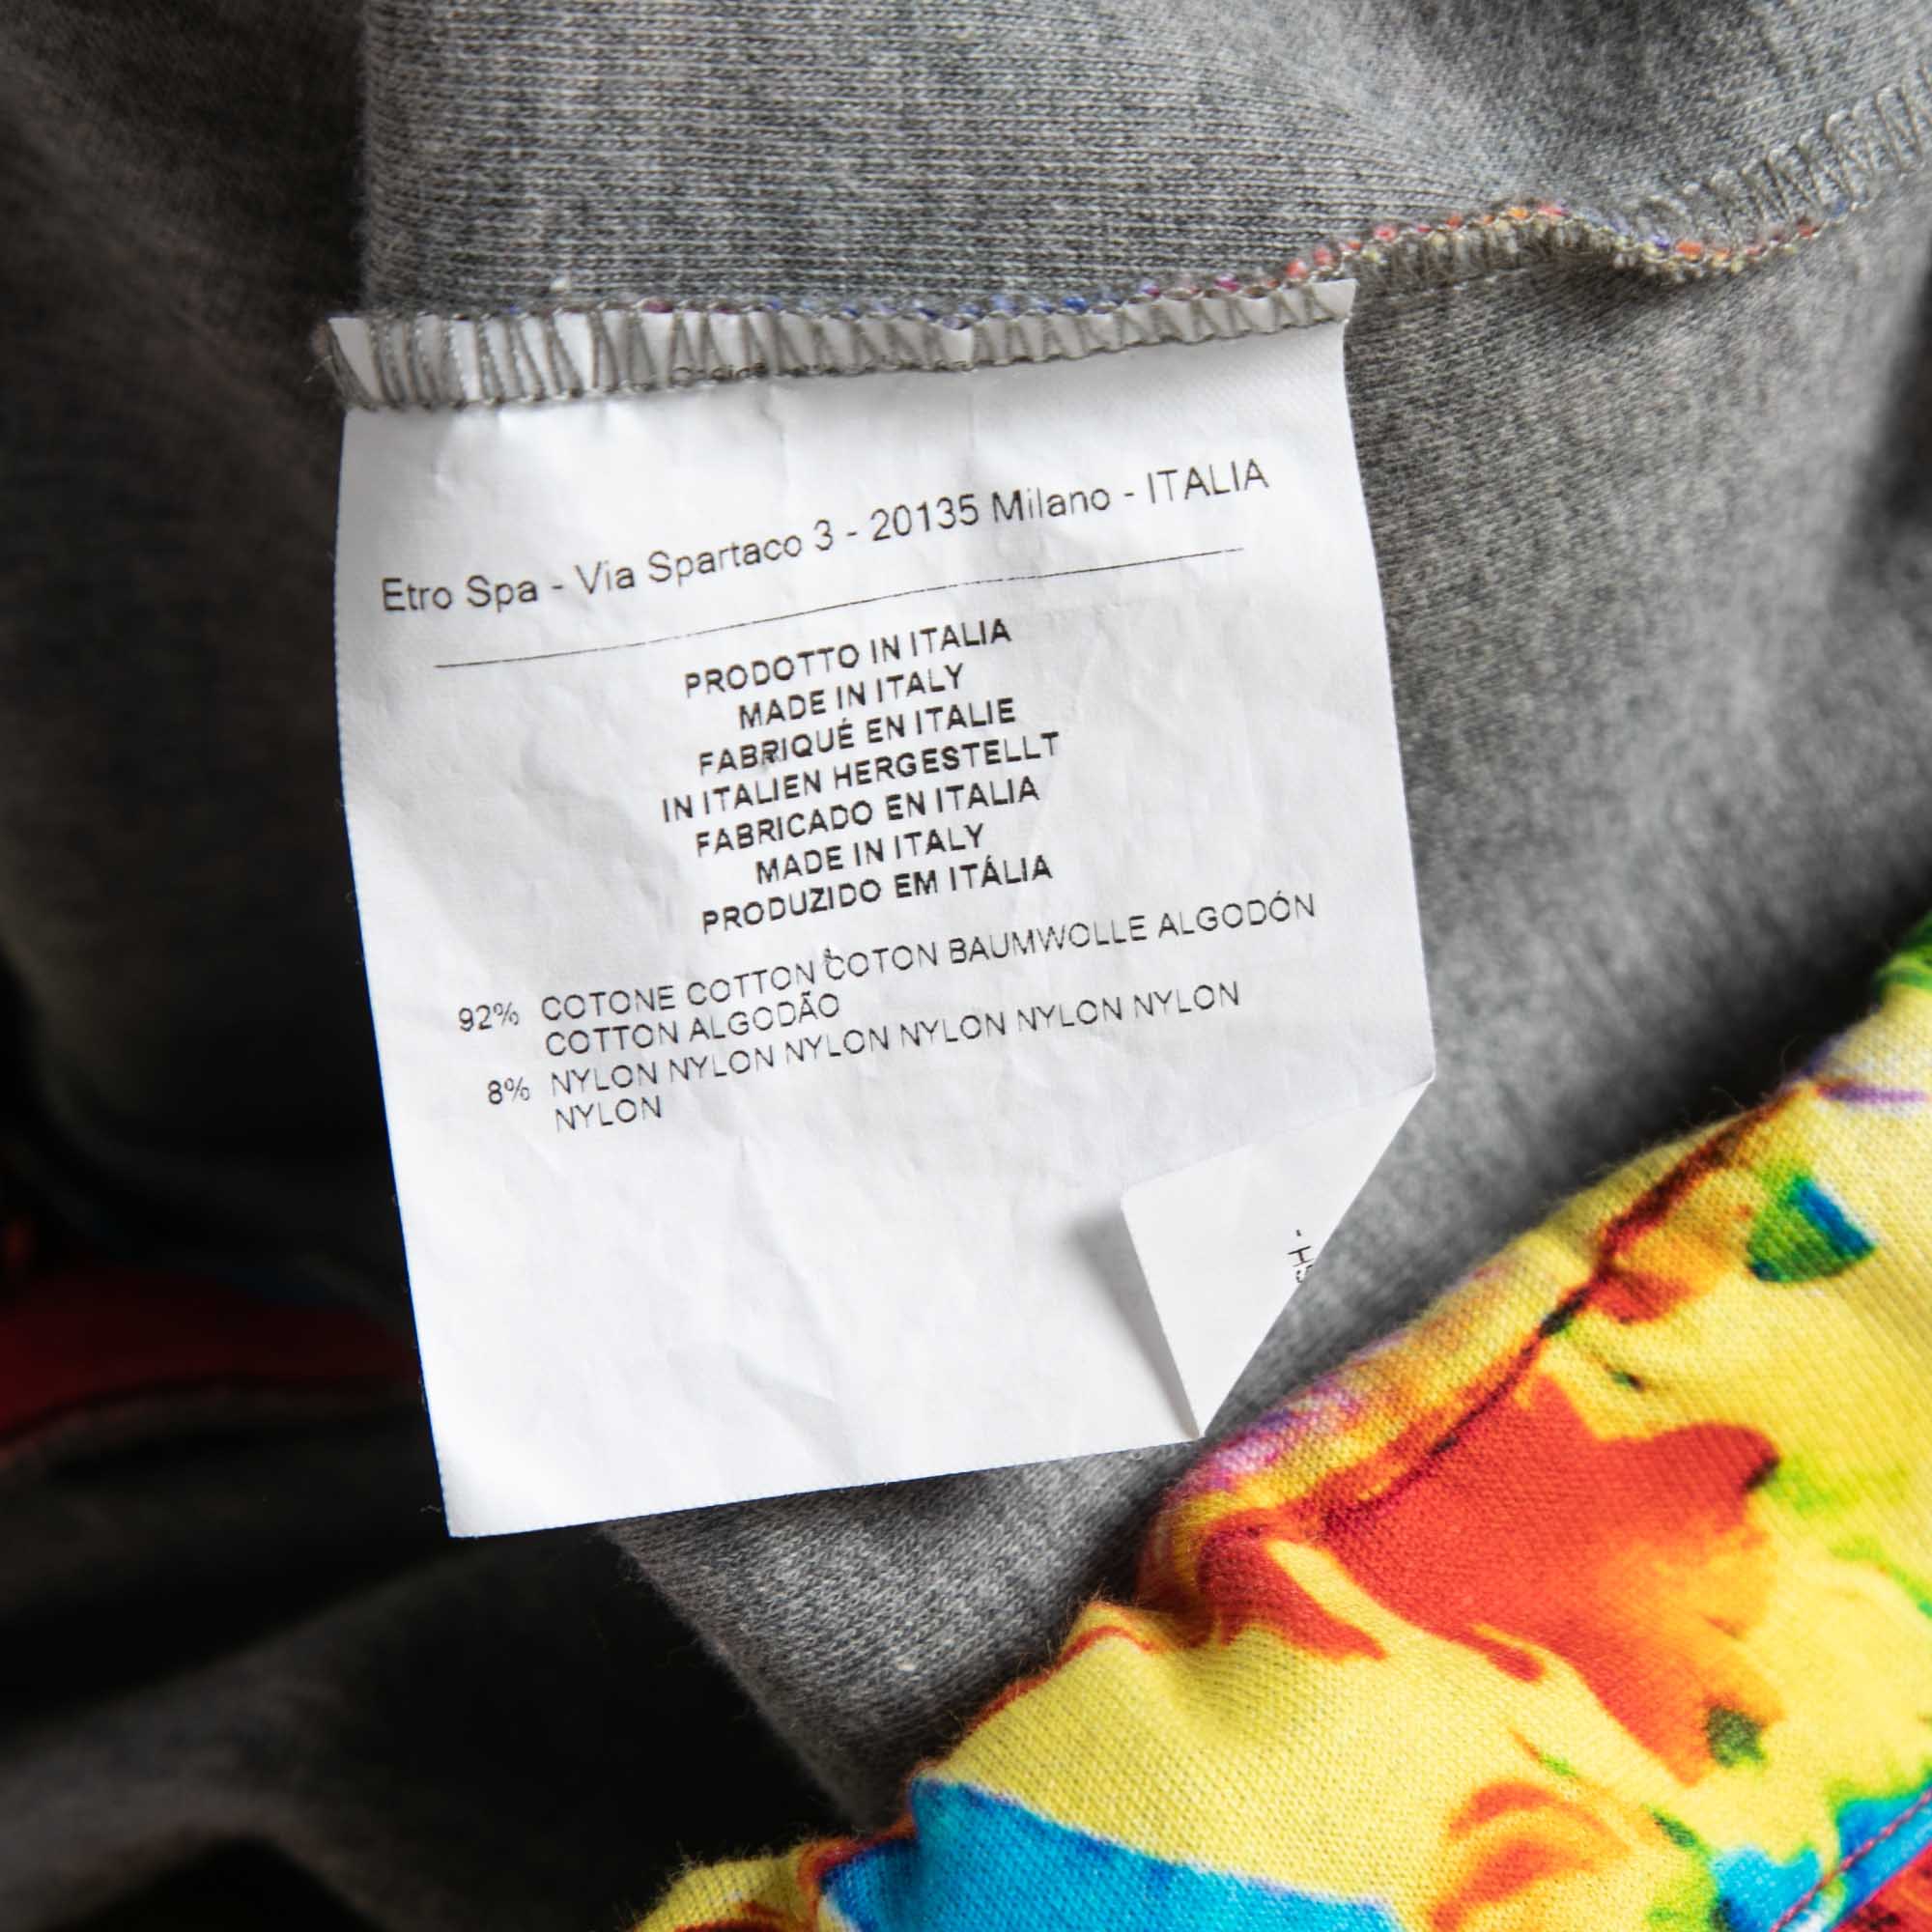 Etro Spa - Via Spartaco 3 - 20135 Milano - ITALIA
PRODOTTO IN ITALIA
MADE IN ITALY
FABRIQUÉ EN ITALIE
IN ITALIEN HERGESTELLT
FABRICADO EN ITALIA
MADE IN ITALY
PRODUZIDO EM ITÁLIA
92% COTONE COTTON COTON BAUMWOLLE ALGODÓN
COTTON ALGODÃO
8% NYLON NYLON NYLON NYLON NYLON NYLON
NYLON